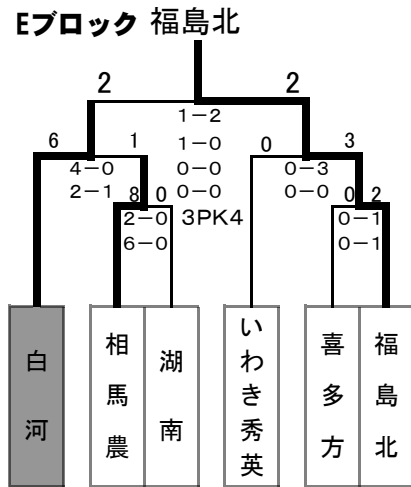 Eブロック 福島北
2 2
1-2
6 1 1-0 0 3
4-0 0-0 0-3
2-1 0-0 0-0
8 0 0 2
2-0 3PK4 0-1
6-0 0-1
白河
相馬農
湖南
いわき秀英
喜多方
福島北